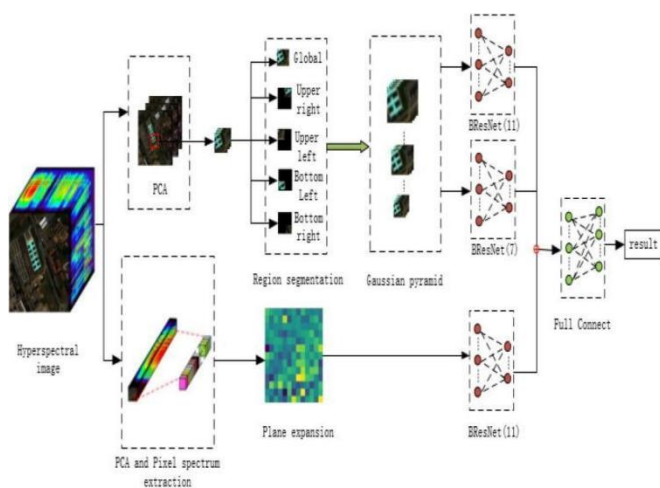 Global
Upper
right
Upper
left
Bottom
Left
Bottom
right
PCA
Region segmentation
Gaussian pyramid
BResNet(11)
BResNet(7)
result
Full Connect
Hyperspectral
image
Plane expansion
BResNet(11)
PCA and Pixel spectrum
extraction